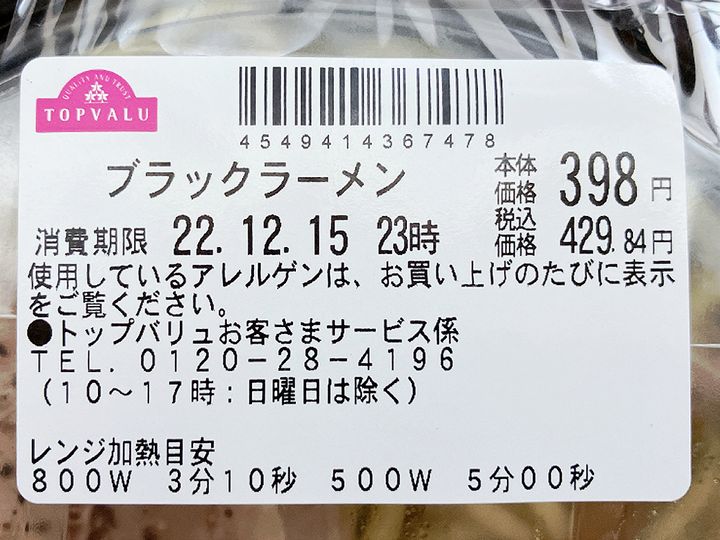 QUALITY AND TRUST
TOPVALU
4549414367478
ブラックラーメン
本体価格 398円
消費期限 22.12.15 23時
税込価格 429.84円
使用しているアレルゲンは、お買い上げのたびに表示
をご覧ください。
●トップバリュお客さまサービス係
TEL. 0120-28-4196
(10~17時:日曜日は除く)
レンジ加熱目安
800W 3分10秒 500W 5分00秒